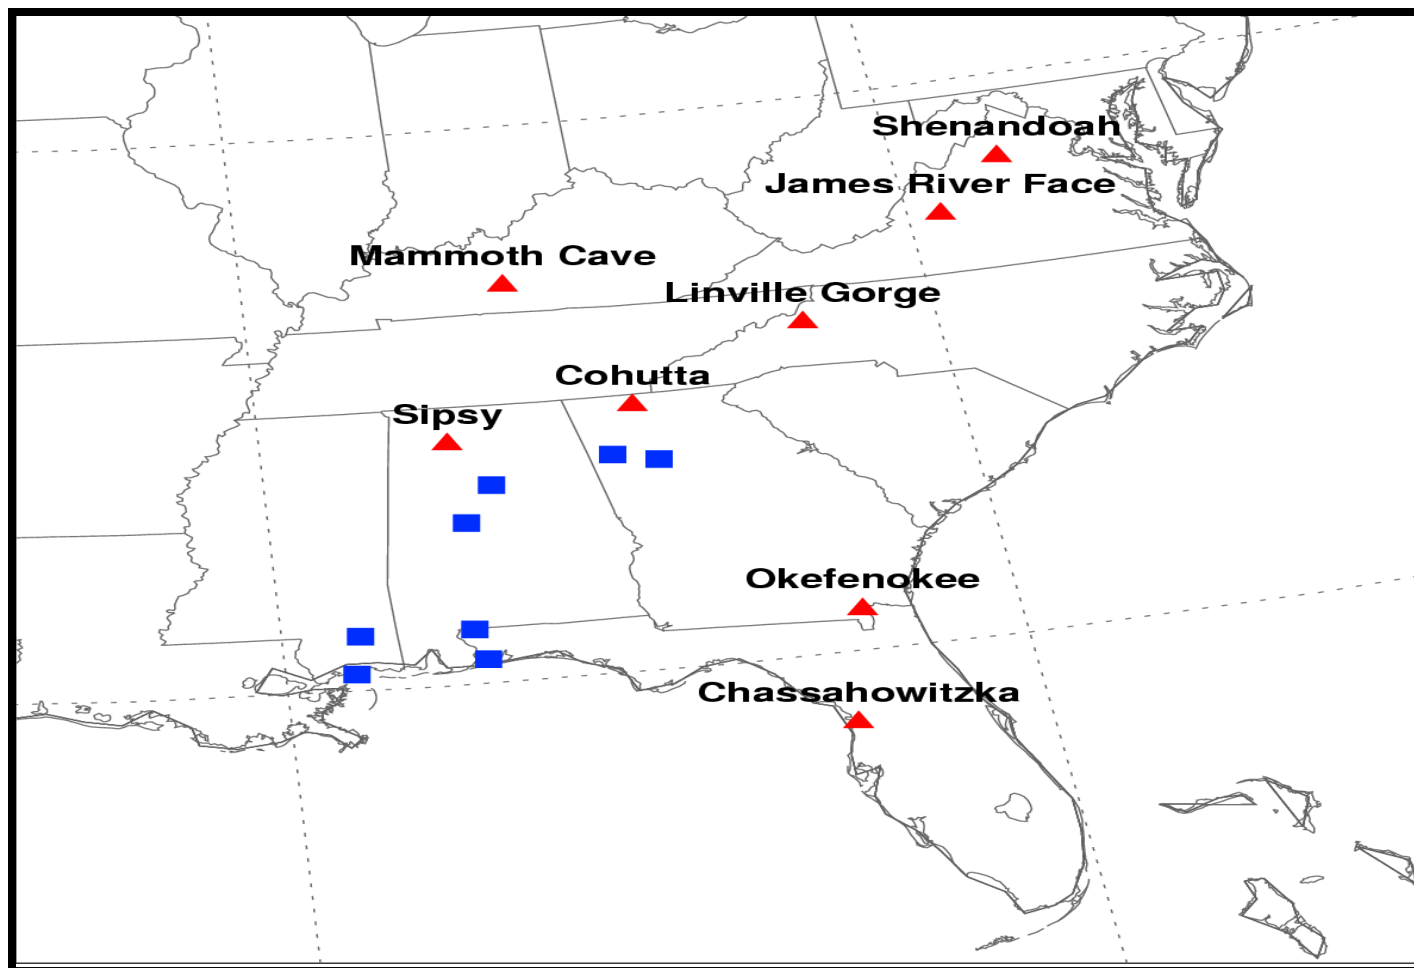 Shenandoah
James River Face
Mammoth Cave
Linville Gorge
Cohutta
Sipsy
Okefenokee
Chassahowitzka